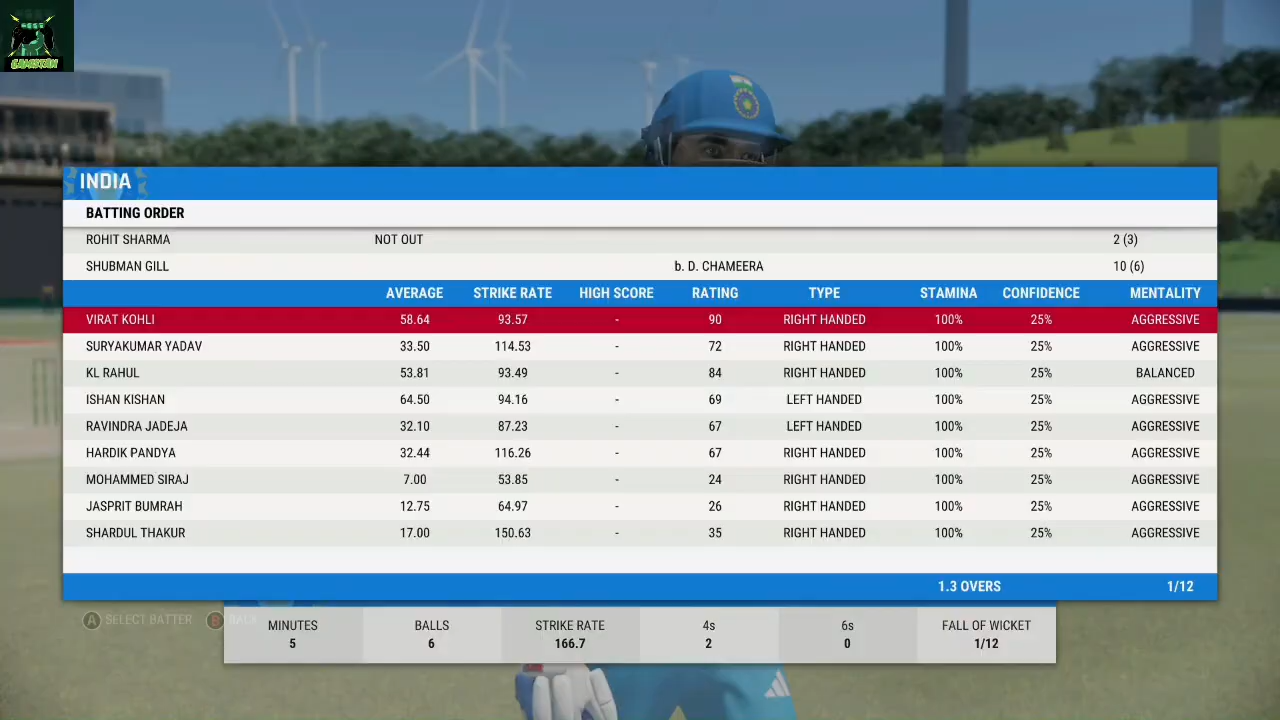 GAMISTAN
INDIA
BATTING ORDER
ROHIT SHARMA NOT OUT 2 (3)
SHUBMAN GILL b. D. CHAMEERA 10 (6)
AVERAGE STRIKE RATE HIGH SCORE RATING TYPE STAMINA CONFIDENCE MENTALITY
VIRAT KOHLI 58.64 93.57 - 90 RIGHT HANDED 100% 25% AGGRESSIVE
SURYAKUMAR YADAV 33.50 114.53 - 72 RIGHT HANDED 100% 25% AGGRESSIVE
KL RAHUL 53.81 93.49 - 84 RIGHT HANDED 100% 25% BALANCED
ISHAN KISHAN 64.50 94.16 - 69 LEFT HANDED 100% 25% AGGRESSIVE
RAVINDRA JADEJA 32.10 87.23 - 67 LEFT HANDED 100% 25% AGGRESSIVE
HARDIK PANDYA 32.44 116.26 - 67 RIGHT HANDED 100% 25% AGGRESSIVE
MOHAMMED SIRAJ 7.00 53.85 - 24 RIGHT HANDED 100% 25% AGGRESSIVE
JASPRIT BUMRAH 12.75 64.97 - 26 RIGHT HANDED 100% 25% AGGRESSIVE
SHARDUL THAKUR 17.00 150.63 - 35 RIGHT HANDED 100% 25% AGGRESSIVE
1.3 OVERS 1/12
A SELECT BATTER B BACK
MINUTES BALLS STRIKE RATE 4s 6s FALL OF WICKET
5 6 166.7 2 0 1/12